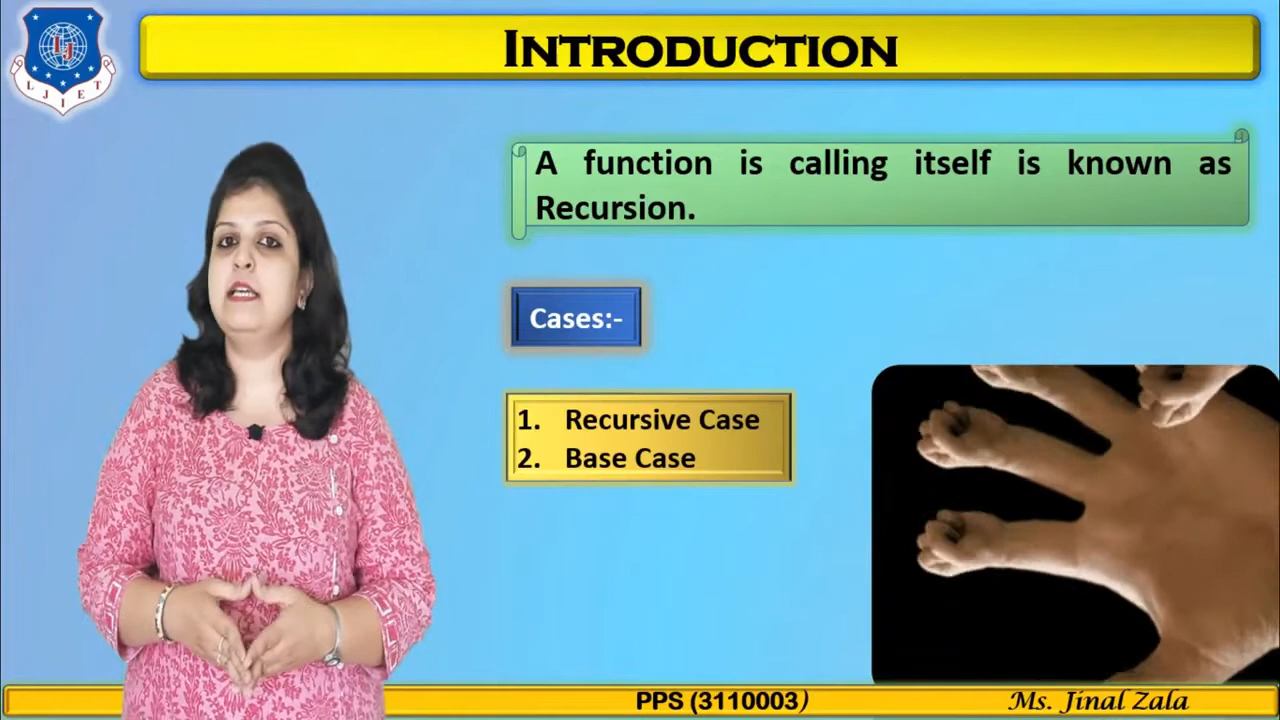 LJIET
INTRODUCTION
A function is calling itself is known as
Recursion.
Cases:-
1. Recursive Case
2. Base Case
PPS (3110003)
Ms. Jinal Zala